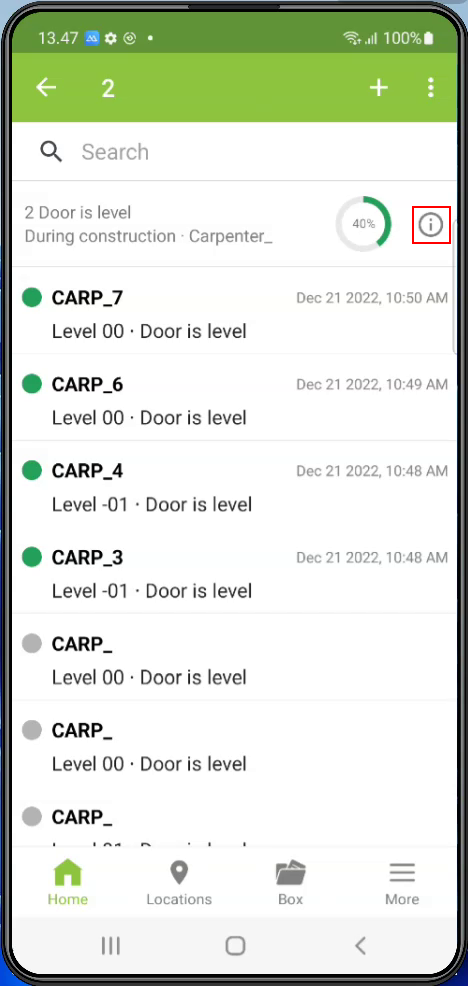 13.47 100%
2
Search
2 Door is level
During construction · Carpenter_
40%
CARP_7 Dec 21 2022, 10:50 AM
Level 00 · Door is level
CARP_6 Dec 21 2022, 10:49 AM
Level 00 · Door is level
CARP_4 Dec 21 2022, 10:48 AM
Level -01 · Door is level
CARP_3 Dec 21 2022, 10:48 AM
Level -01 · Door is level
CARP_
Level 00 · Door is level
CARP_
Level 00 · Door is level
CARP_
Home Locations Box More